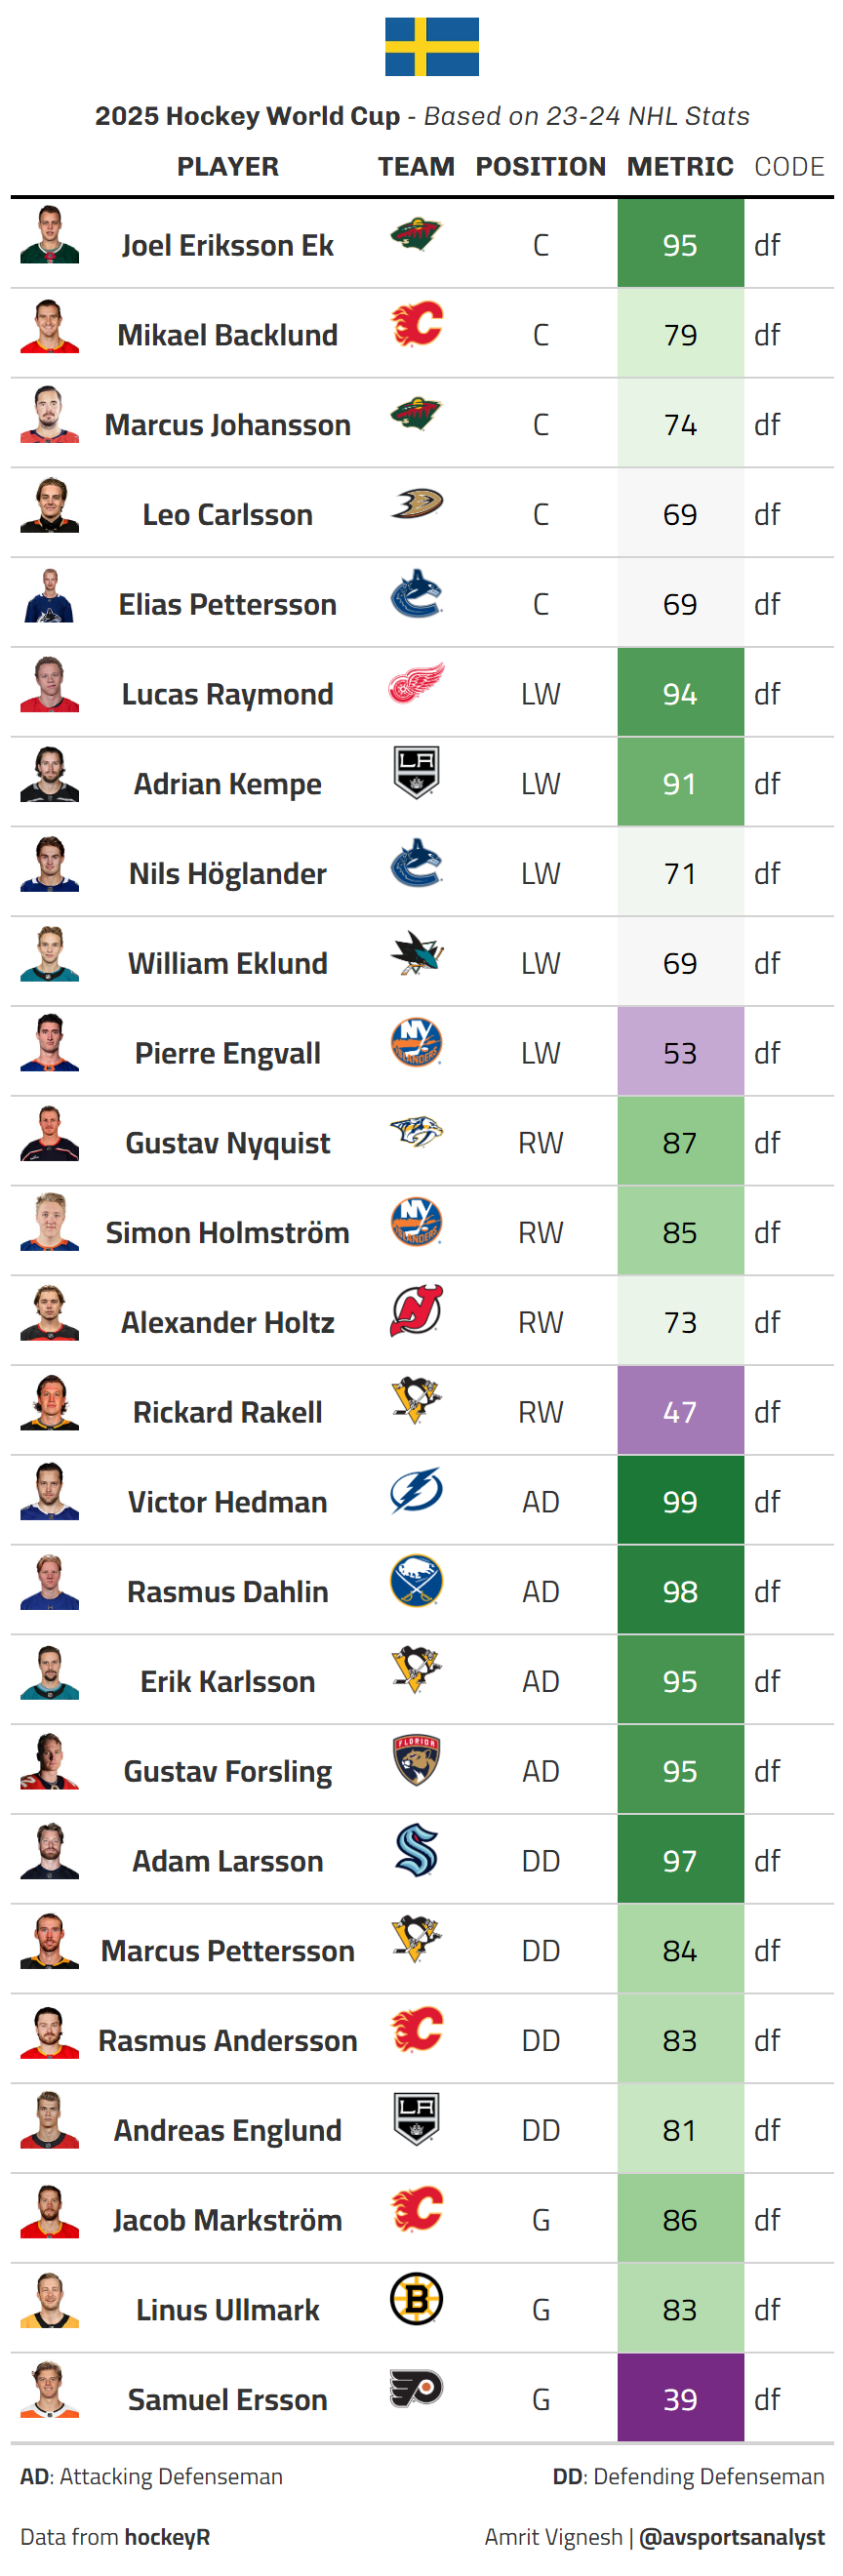 2025 Hockey World Cup - Based on 23-24 NHL Stats
PLAYER TEAM POSITION METRIC CODE
Joel Eriksson Ek C 95 df
Mikael Backlund C 79 df
Marcus Johansson C 74 df
Leo Carlsson C 69 df
Elias Pettersson C 69 df
Lucas Raymond LW 94 df
Adrian Kempe LA LW 91 df
Nils Höglander LW 71 df
William Eklund LW 69 df
Pierre Engvall NY ISLANDERS LW 53 df
Gustav Nyquist RW 87 df
Simon Holmström NY ISLANDERS RW 85 df
Alexander Holtz RW 73 df
Rickard Rakell RW 47 df
Victor Hedman AD 99 df
Rasmus Dahlin AD 98 df
Erik Karlsson AD 95 df
Gustav Forsling FLORIDA AD 95 df
Adam Larsson DD 97 df
Marcus Pettersson DD 84 df
Rasmus Andersson DD 83 df
Andreas Englund LA DD 81 df
Jacob Markström G 86 df
Linus Ullmark B G 83 df
Samuel Ersson G 39 df
AD: Attacking Defenseman DD: Defending Defenseman
Data from hockeyR Amrit Vignesh | @avsportsanalyst